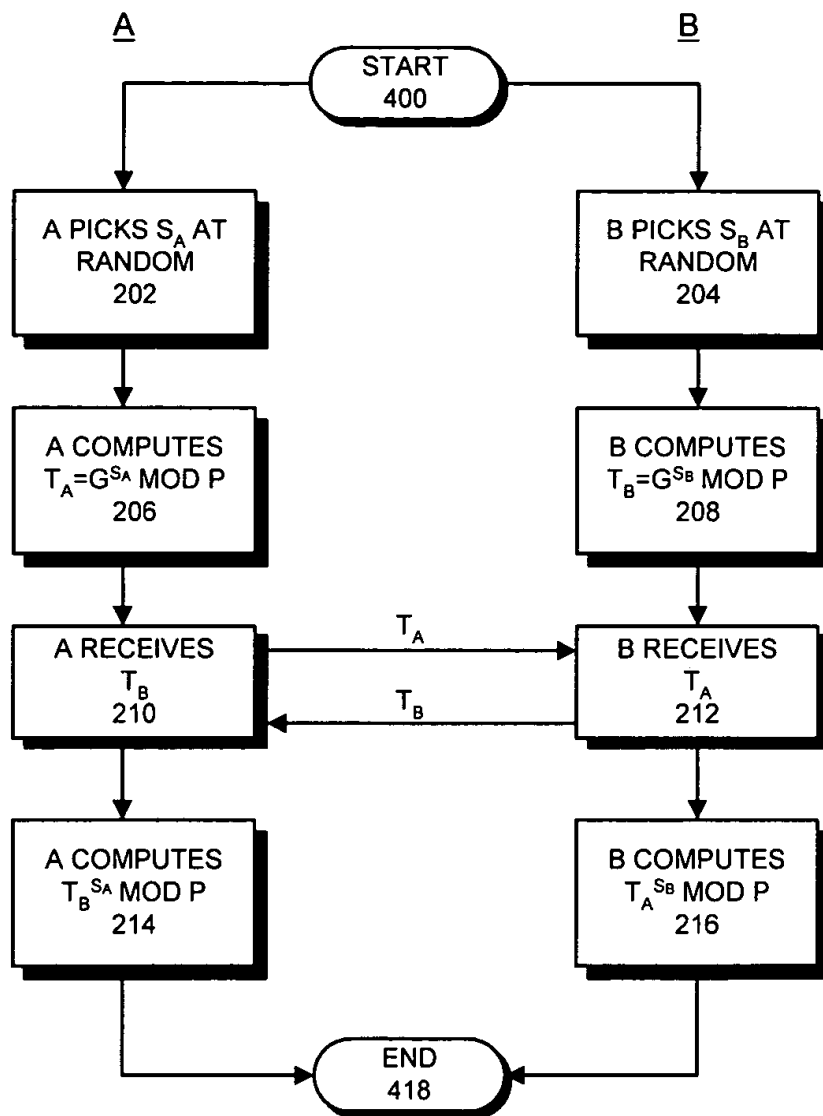 A
B
START
400
A PICKS S_A AT
RANDOM
202
B PICKS S_B AT
RANDOM
204
A COMPUTES
T_A=G^S_A MOD P
206
B COMPUTES
T_B=G^S_B MOD P
208
A RECEIVES
T_B
210
T_A
T_B
B RECEIVES
T_A
212
A COMPUTES
T_B^S_A MOD P
214
B COMPUTES
T_A^S_B MOD P
216
END
418